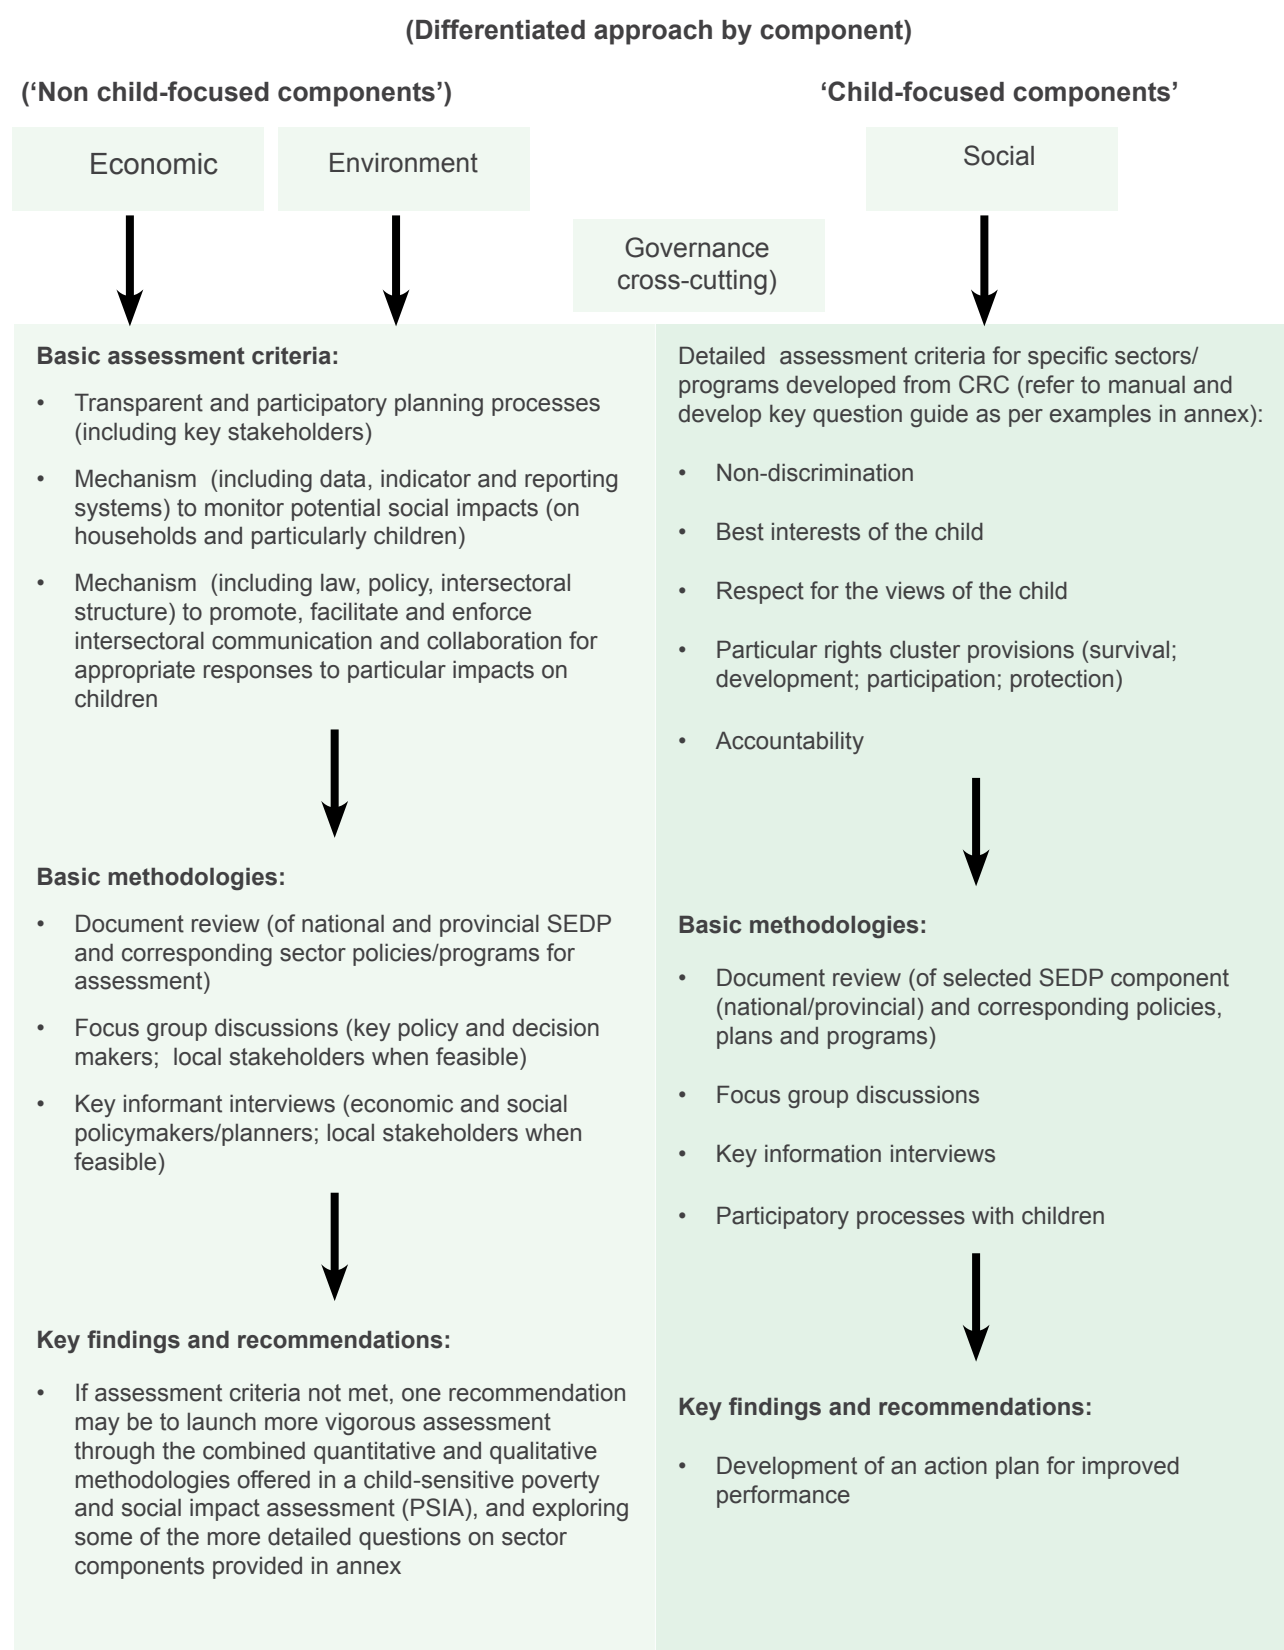 (Differentiated approach by component)
(‘Non child-focused components’)
‘Child-focused components’
Economic
Environment
Social
Governance
cross-cutting)
Basic assessment criteria:
• Transparent and participatory planning processes
(including key stakeholders)
• Mechanism (including data, indicator and reporting
systems) to monitor potential social impacts (on
households and particularly children)
• Mechanism (including law, policy, intersectoral
structure) to promote, facilitate and enforce
intersectoral communication and collaboration for
appropriate responses to particular impacts on
children
Basic methodologies:
• Document review (of national and provincial SEDP
and corresponding sector policies/programs for
assessment)
• Focus group discussions (key policy and decision
makers; local stakeholders when feasible)
• Key informant interviews (economic and social
policymakers/planners; local stakeholders when
feasible)
Key findings and recommendations:
• If assessment criteria not met, one recommendation
may be to launch more vigorous assessment
through the combined quantitative and qualitative
methodologies offered in a child-sensitive poverty
and social impact assessment (PSIA), and exploring
some of the more detailed questions on sector
components provided in annex
Detailed assessment criteria for specific sectors/
programs developed from CRC (refer to manual and
develop key question guide as per examples in annex):
• Non-discrimination
• Best interests of the child
• Respect for the views of the child
• Particular rights cluster provisions (survival;
development; participation; protection)
• Accountability
Basic methodologies:
• Document review (of selected SEDP component
(national/provincial) and corresponding policies,
plans and programs)
• Focus group discussions
• Key information interviews
• Participatory processes with children
Key findings and recommendations:
• Development of an action plan for improved
performance